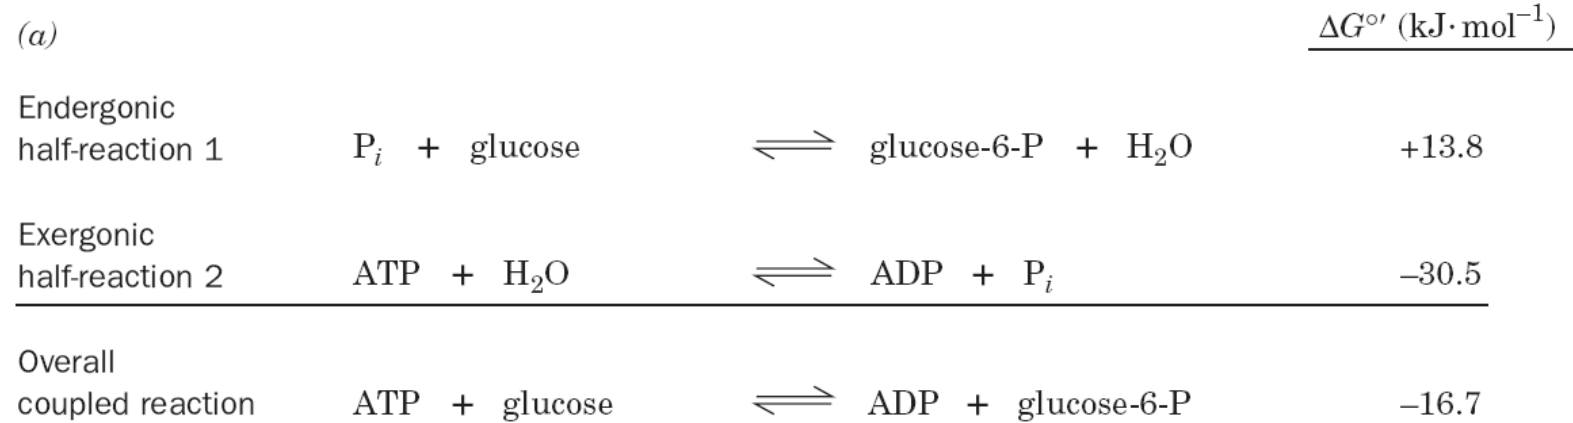 (a) ΔG°′ (kJ·mol⁻¹)
Endergonic
half-reaction 1 Pᵢ + glucose ⇌ glucose-6-P + H₂O +13.8
Exergonic
half-reaction 2 ATP + H₂O ⇌ ADP + Pᵢ –30.5
Overall
coupled reaction ATP + glucose ⇌ ADP + glucose-6-P –16.7